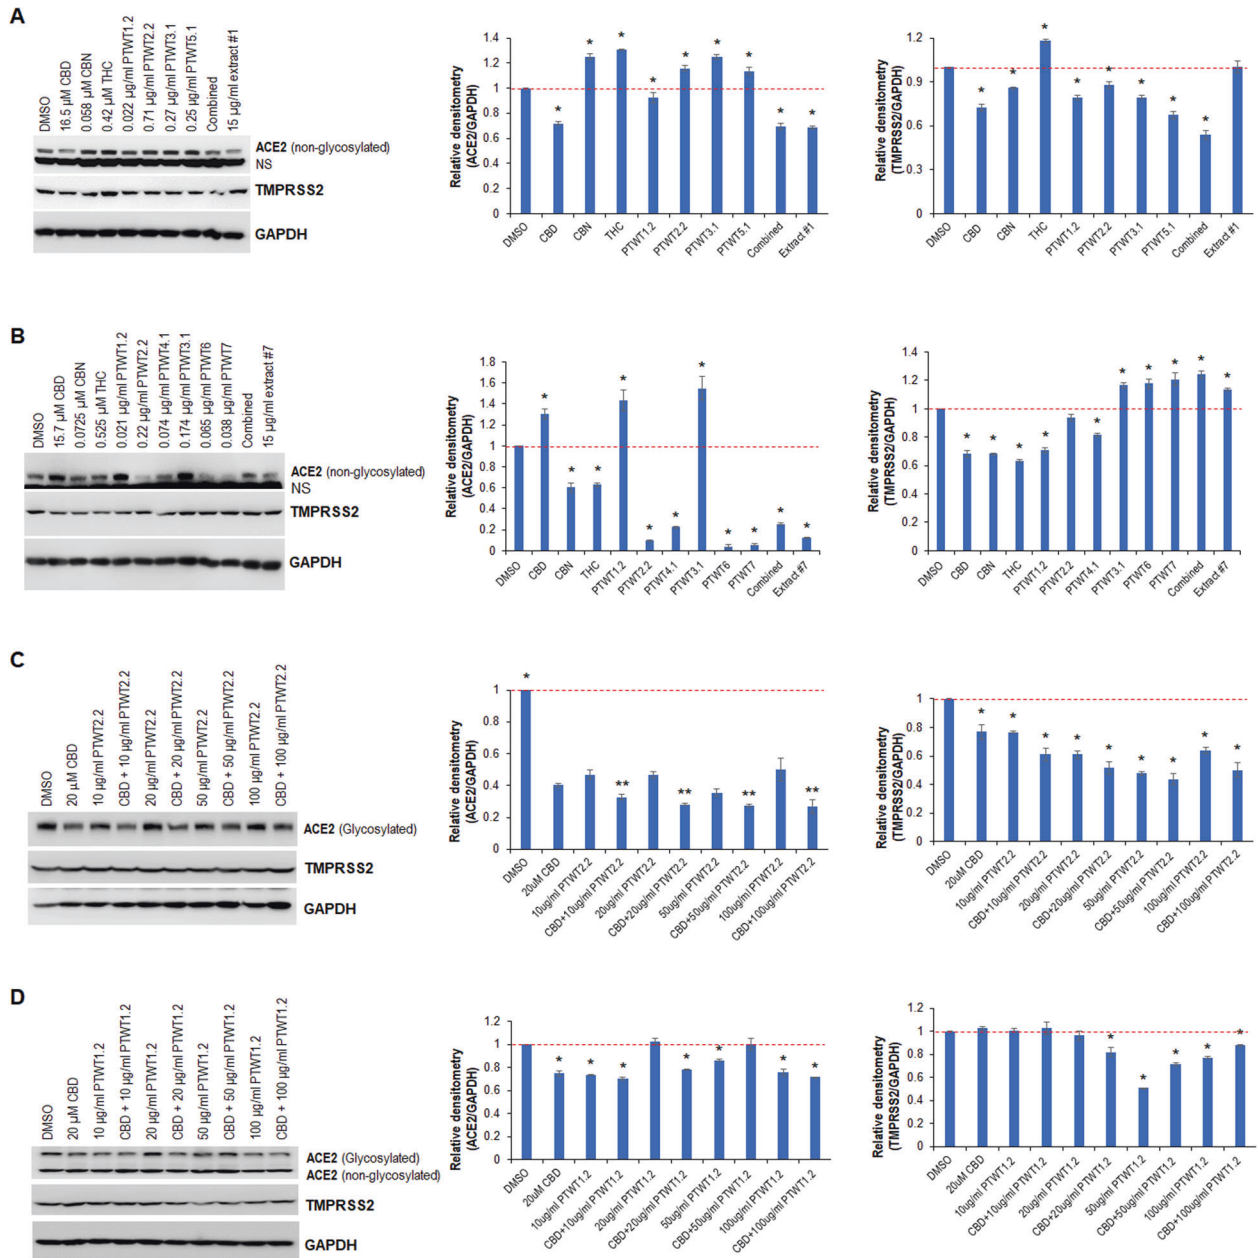 A
DMSO
16.5 µM CBD
0.058 µM CBN
0.42 µM THC
0.022 µg/ml PTWT1.2
0.71 µg/ml PTWT2.2
0.27 µg/ml PTWT3.1
0.25 µg/ml PTWT5.1
Combined
15 µg/ml extract #1
ACE2 (non-glycosylated)
NS
TMPRSS2
GAPDH
Relative densitometry
(ACE2/GAPDH)
1.4
1.2
1
0.8
0.6
0.4
0.2
0
* * * * * * * * *
DMSO
CBD
CBN
THC
PTWT1.2
PTWT2.2
PTWT3.1
PTWT5.1
Combined
Extract #1
Relative densitometry
(TMPRSS2/GAPDH)
1.2
0.9
0.6
0.3
0
* * * * * * * *
DMSO
CBD
CBN
THC
PTWT1.2
PTWT2.2
PTWT3.1
PTWT5.1
Combined
Extract #1
B
DMSO
15.7 µM CBD
0.0725 µM CBN
0.525 µM THC
0.021 µg/ml PTWT1.2
0.22 µg/ml PTWT2.2
0.074 µg/ml PTWT4.1
0.174 µg/ml PTWT3.1
0.065 µg/ml PTWT6
0.038 µg/ml PTWT7
Combined
15 µg/ml extract #7
ACE2 (non-glycosylated)
NS
TMPRSS2
GAPDH
Relative densitometry
(ACE2/GAPDH)
1.8
1.6
1.4
1.2
1
0.8
0.6
0.4
0.2
0
* * * * * * * * * * *
DMSO
CBD
CBN
THC
PTWT1.2
PTWT2.2
PTWT4.1
PTWT3.1
PTWT6
PTWT7
Combined
Extract #7
Relative densitometry
(TMPRSS2/GAPDH)
1.4
1.2
1
0.8
0.6
0.4
0.2
0
* * * * * * * * * *
DMSO
CBD
CBN
THC
PTWT1.2
PTWT2.2
PTWT4.1
PTWT3.1
PTWT6
PTWT7
Combined
Extract #7
C
DMSO
20 µM CBD
10 µg/ml PTWT2.2
CBD + 10 µg/ml PTWT2.2
20 µg/ml PTWT2.2
CBD + 20 µg/ml PTWT2.2
50 µg/ml PTWT2.2
CBD + 50 µg/ml PTWT2.2
100 µg/ml PTWT2.2
CBD + 100 µg/ml PTWT2.2
ACE2 (Glycosylated)
TMPRSS2
GAPDH
Relative densitometry
(ACE2/GAPDH)
1
0.8
0.6
0.4
0.2
0
* ** ** ** **
DMSO
20uM CBD
10ug/ml PTWT2.2
CBD+10ug/ml PTWT2.2
20ug/ml PTWT2.2
CBD+20ug/ml PTWT2.2
50ug/ml PTWT2.2
CBD+50ug/ml PTWT2.2
100ug/ml PTWT2.2
CBD+100ug/ml PTWT2.2
Relative densitometry
(TMPRSS2/GAPDH)
1
0.8
0.6
0.4
0.2
0
* * * * * * * * *
DMSO
20uM CBD
10ug/ml PTWT2.2
CBD+10ug/ml PTWT2.2
20ug/ml PTWT2.2
CBD+20ug/ml PTWT2.2
50ug/ml PTWT2.2
CBD+50ug/ml PTWT2.2
100ug/ml PTWT2.2
CBD+100ug/ml PTWT2.2
D
DMSO
20 µM CBD
10 µg/ml PTWT1.2
CBD + 10 µg/ml PTWT1.2
20 µg/ml PTWT1.2
CBD + 20 µg/ml PTWT1.2
50 µg/ml PTWT1.2
CBD + 50 µg/ml PTWT1.2
100 µg/ml PTWT1.2
CBD + 100 µg/ml PTWT1.2
ACE2 (Glycosylated)
ACE2 (non-glycosylated)
TMPRSS2
GAPDH
Relative densitometry
(ACE2/GAPDH)
1.2
1
0.8
0.6
0.4
0.2
0
* * * * * * *
DMSO
20uM CBD
10ug/ml PTWT1.2
CBD+10ug/ml PTWT1.2
20ug/ml PTWT1.2
CBD+20ug/ml PTWT1.2
50ug/ml PTWT1.2
CBD+50ug/ml PTWT1.2
100ug/ml PTWT1.2
CBD+100ug/ml PTWT1.2
Relative densitometry
(TMPRSS2/GAPDH)
1.2
1
0.8
0.6
0.4
0.2
0
* * * * *
DMSO
20uM CBD
10ug/ml PTWT1.2
CBD+10ug/ml PTWT1.2
20ug/ml PTWT1.2
CBD+20ug/ml PTWT1.2
50ug/ml PTWT1.2
CBD+50ug/ml PTWT1.2
100ug/ml PTWT1.2
CBD+100ug/ml PTWT1.2